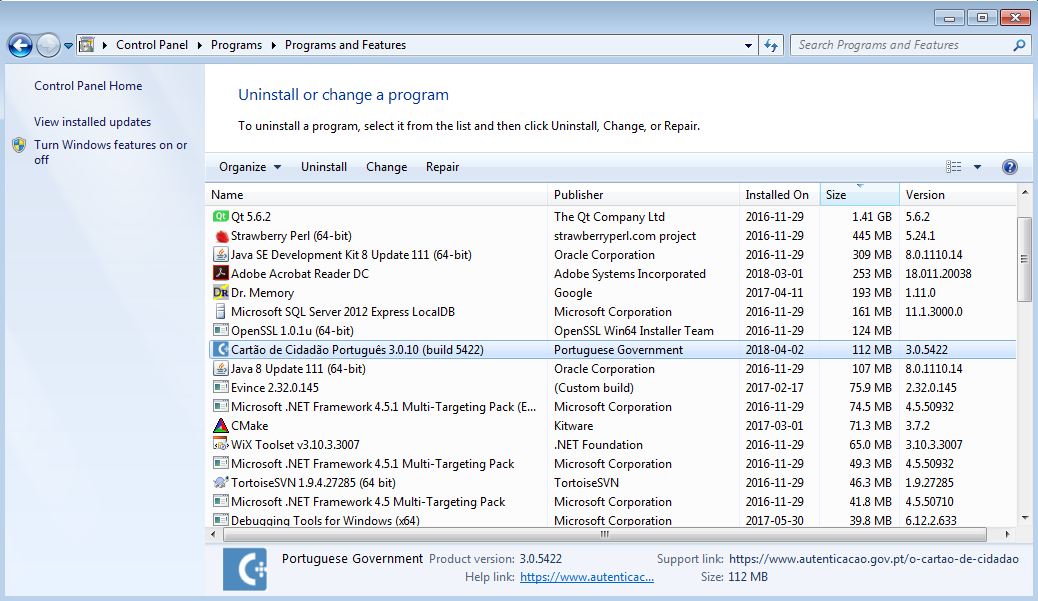 Control Panel Programs Programs and Features Search Programs and Features
Control Panel Home
View installed updates
Turn Windows features on or
off
Uninstall or change a program
To uninstall a program, select it from the list and then click Uninstall, Change, or Repair.
Organize Uninstall Change Repair
Name Publisher Installed On Size Version
Qt Qt 5.6.2 The Qt Company Ltd 2016-11-29 1.41 GB 5.6.2
Strawberry Perl (64-bit) strawberryperl.com project 2016-11-29 445 MB 5.24.1
Java SE Development Kit 8 Update 111 (64-bit) Oracle Corporation 2016-11-29 309 MB 8.0.1110.14
Adobe Acrobat Reader DC Adobe Systems Incorporated 2018-03-01 253 MB 18.011.20038
DR Dr. Memory Google 2017-04-11 193 MB 1.11.0
Microsoft SQL Server 2012 Express LocalDB Microsoft Corporation 2016-11-29 161 MB 11.1.3000.0
OpenSSL 1.0.1u (64-bit) OpenSSL Win64 Installer Team 2016-11-29 124 MB
Cartão de Cidadão Português 3.0.10 (build 5422) Portuguese Government 2018-04-02 112 MB 3.0.5422
Java 8 Update 111 (64-bit) Oracle Corporation 2016-11-29 107 MB 8.0.1110.14
Evince 2.32.0.145 (Custom build) 2017-02-17 75.9 MB 2.32.0.145
Microsoft .NET Framework 4.5.1 Multi-Targeting Pack (E... Microsoft Corporation 2016-11-29 74.5 MB 4.5.50932
CMake Kitware 2017-03-01 71.3 MB 3.7.2
WiX Toolset v3.10.3.3007 .NET Foundation 2016-11-29 65.0 MB 3.10.3.3007
Microsoft .NET Framework 4.5.1 Multi-Targeting Pack Microsoft Corporation 2016-11-29 49.3 MB 4.5.50932
TortoiseSVN 1.9.4.27285 (64 bit) TortoiseSVN 2016-11-29 46.3 MB 1.9.27285
Microsoft .NET Framework 4.5 Multi-Targeting Pack Microsoft Corporation 2016-11-29 41.8 MB 4.5.50710
Debugging Tools for Windows (x64) Microsoft Corporation 2017-05-30 39.8 MB 6.12.2.633
Portuguese Government Product version: 3.0.5422 Support link: https://www.autenticacao.gov.pt/o-cartao-de-cidadao
Help link: https://www.autenticac... Size: 112 MB